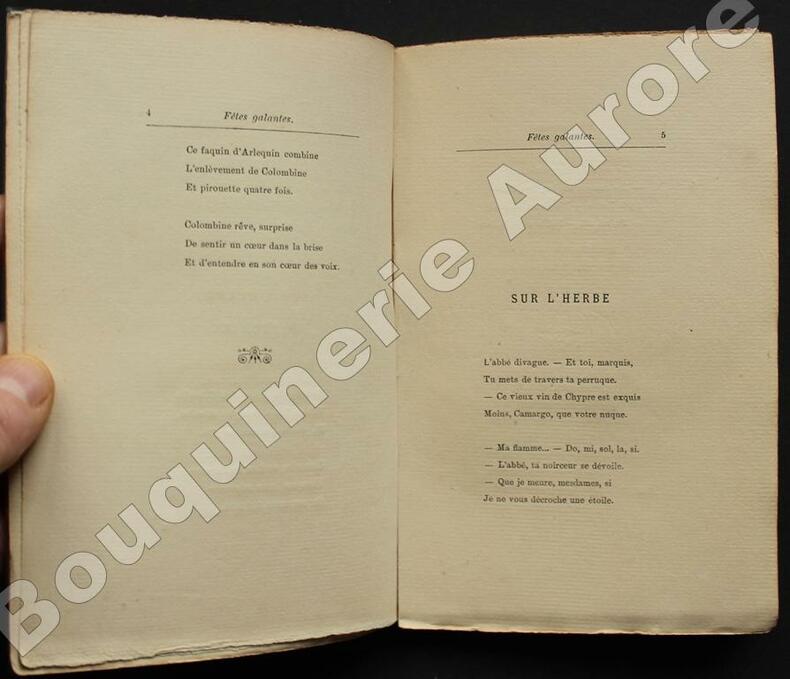 4
Fêtes galantes.
Ce faquin d'Arlequin combine
L'enlèvement de Colombine
Et pirouette quatre fois.
Colombine rêve, surprise
De sentir un cœur dans la brise
Et d'entendre en son cœur des voix.
Fêtes galantes.
5
SUR L'HERBE
L'abbé divague. — Et toi, marquis,
Tu mets de travers ta perruque.
— Ce vieux vin de Chypre est exquis
Moins, Camargo, que votre nuque.
— Ma flamme... — Do, mi, sol, la, si.
— L'abbé, ta noirceur se dévoile.
— Que je meure, mesdames, si
Je ne vous décroche une étoile.
Bouquinerie Aurore